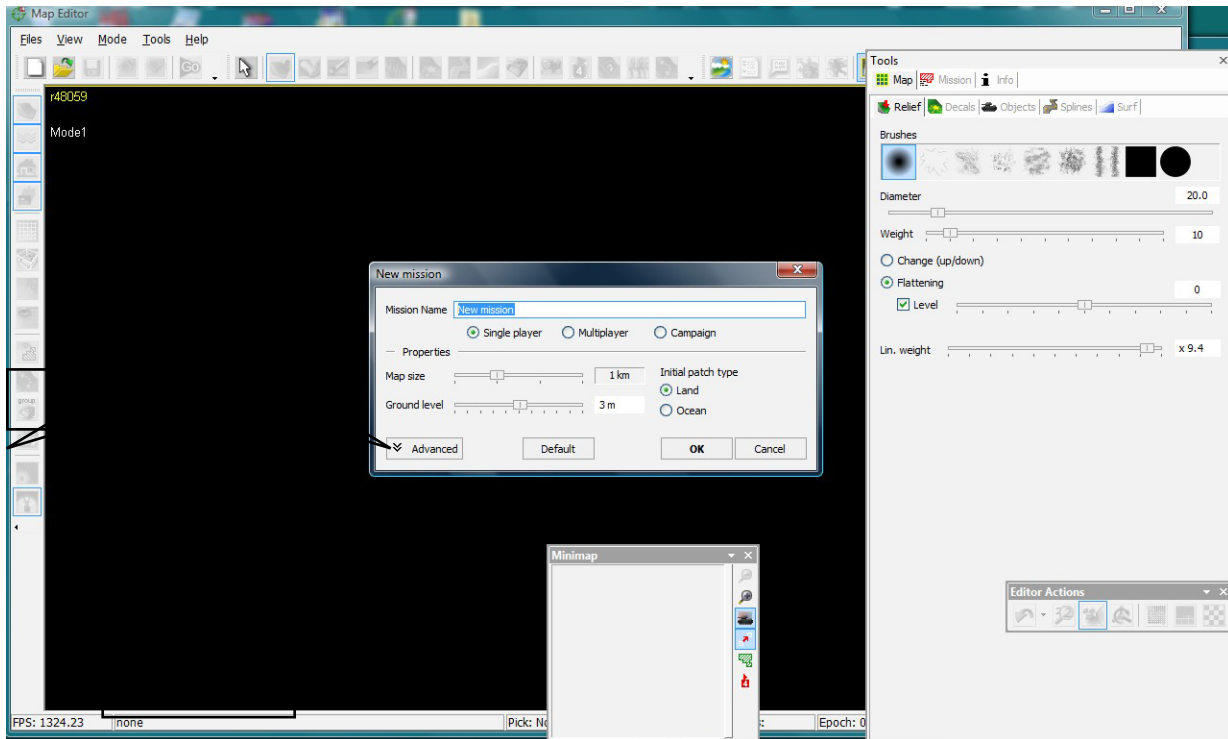 Map Editor
Files View Mode Tools Help
GO
r48059
Mode1
group
New mission
Mission Name New mission
Single player Multiplayer Campaign
Properties
Map size 1 km Initial patch type
Land
Ground level 3 m
Ocean
Advanced Default OK Cancel
Tools
Map Mission Info
Relief Decals Objects Splines Surf
Brushes
Diameter 20.0
Weight 10
Change (up/down)
Flattening 0
Level
Lin. weight x 9.4
Minimap
Editor Actions
FPS: 1324.23 none Pick: Epoch: 0